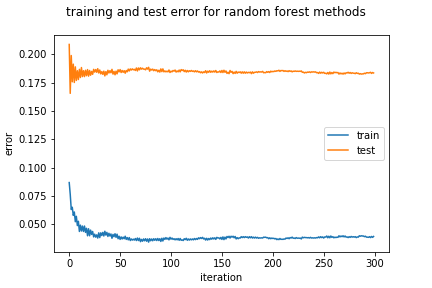 training and test error for random forest methods
error
0.200
0.175
0.150
0.125
0.100
0.075
0.050
train
test
0
50
100
150
200
250
300
iteration